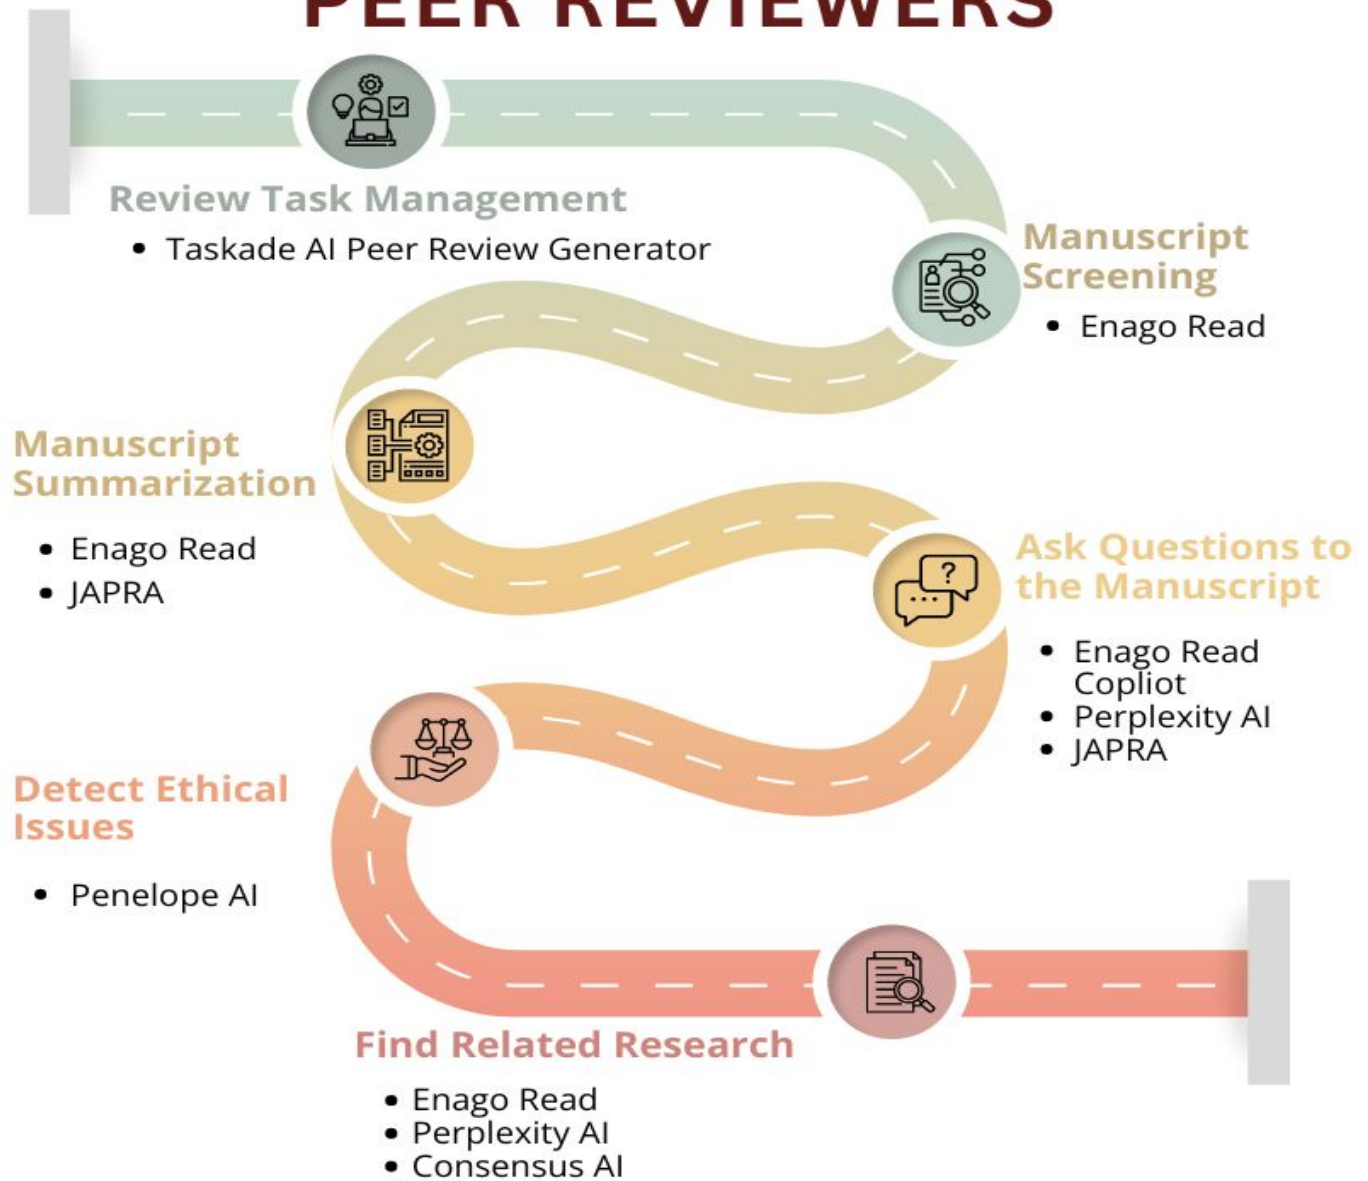 PEER REVIEWERS
Review Task Management
• Taskade AI Peer Review Generator
Manuscript
Screening
• Enago Read
Manuscript
Summarization
• Enago Read
• JAPRA
Ask Questions to
the Manuscript
?
• Enago Read
Copliot
• Perplexity AI
• JAPRA
Detect Ethical
Issues
• Penelope AI
Find Related Research
• Enago Read
• Perplexity AI
• Consensus AI